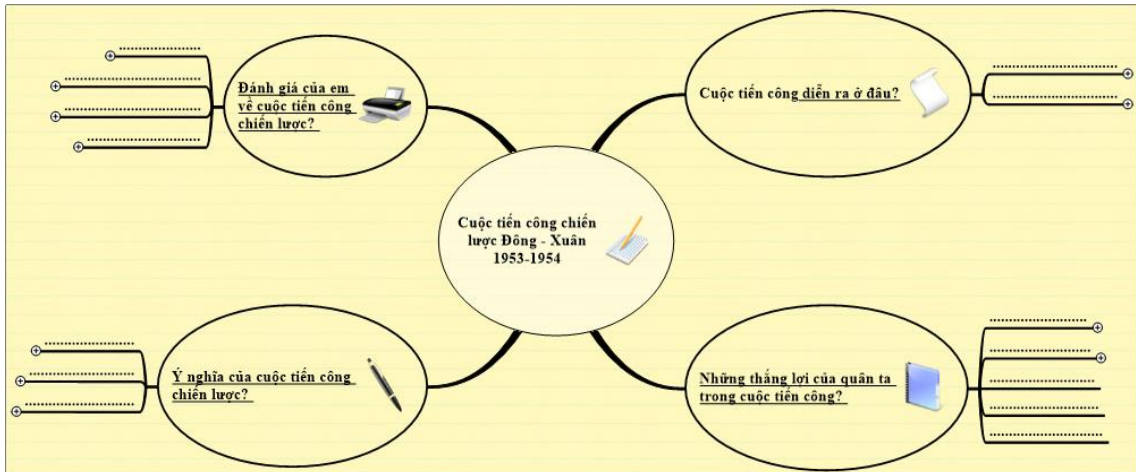 Đánh giá của em
về cuộc tiến công
chiến lược?
Cuộc tiến công diễn ra ở đâu?
Cuộc tiến công chiến
lược Đông - Xuân
1953-1954
Ý nghĩa của cuộc tiến công
chiến lược?
Những thắng lợi của quân ta
trong cuộc tiến công?